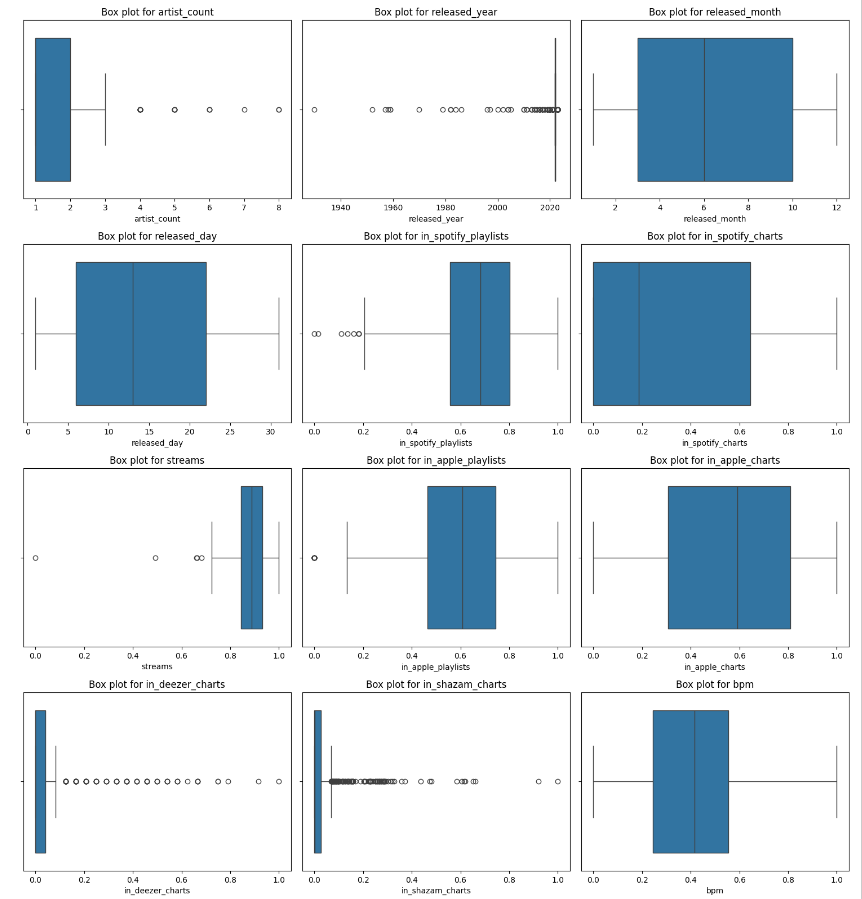 Box plot for artist_count
Box plot for released_year
Box plot for released_month
1 2 3 4 5 6 7 8
1940 1960 1980 2000 2020
2 4 6 8 10 12
artist_count
released_year
released_month
Box plot for released_day
Box plot for in_spotify_playlists
Box plot for in_spotify_charts
0 5 10 15 20 25 30
0.0 0.2 0.4 0.6 0.8 1.0
0.0 0.2 0.4 0.6 0.8 1.0
released_day
in_spotify_playlists
in_spotify_charts
Box plot for streams
Box plot for in_apple_playlists
Box plot for in_apple_charts
0.0 0.2 0.4 0.6 0.8 1.0
0.0 0.2 0.4 0.6 0.8 1.0
0.0 0.2 0.4 0.6 0.8 1.0
streams
in_apple_playlists
in_apple_charts
Box plot for in_deezer_charts
Box plot for in_shazam_charts
Box plot for bpm
0.0 0.2 0.4 0.6 0.8 1.0
0.0 0.2 0.4 0.6 0.8 1.0
0.0 0.2 0.4 0.6 0.8 1.0
in_deezer_charts
in_shazam_charts
bpm